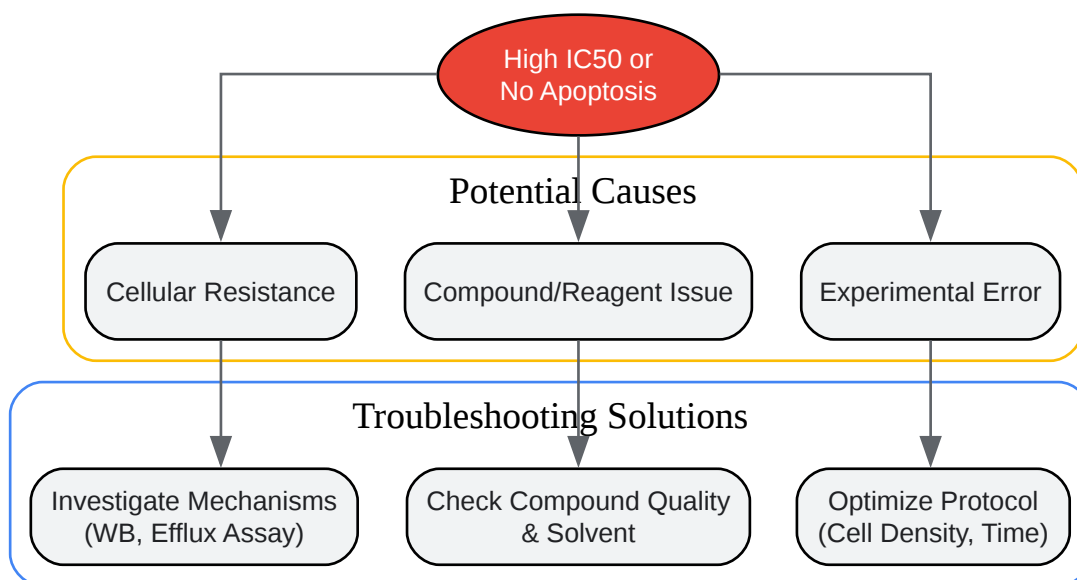 High IC50 or
No Apoptosis
Potential Causes
Cellular Resistance
Compound/Reagent Issue
Experimental Error
Troubleshooting Solutions
Investigate Mechanisms
(WB, Efflux Assay)
Check Compound Quality
& Solvent
Optimize Protocol
(Cell Density, Time)